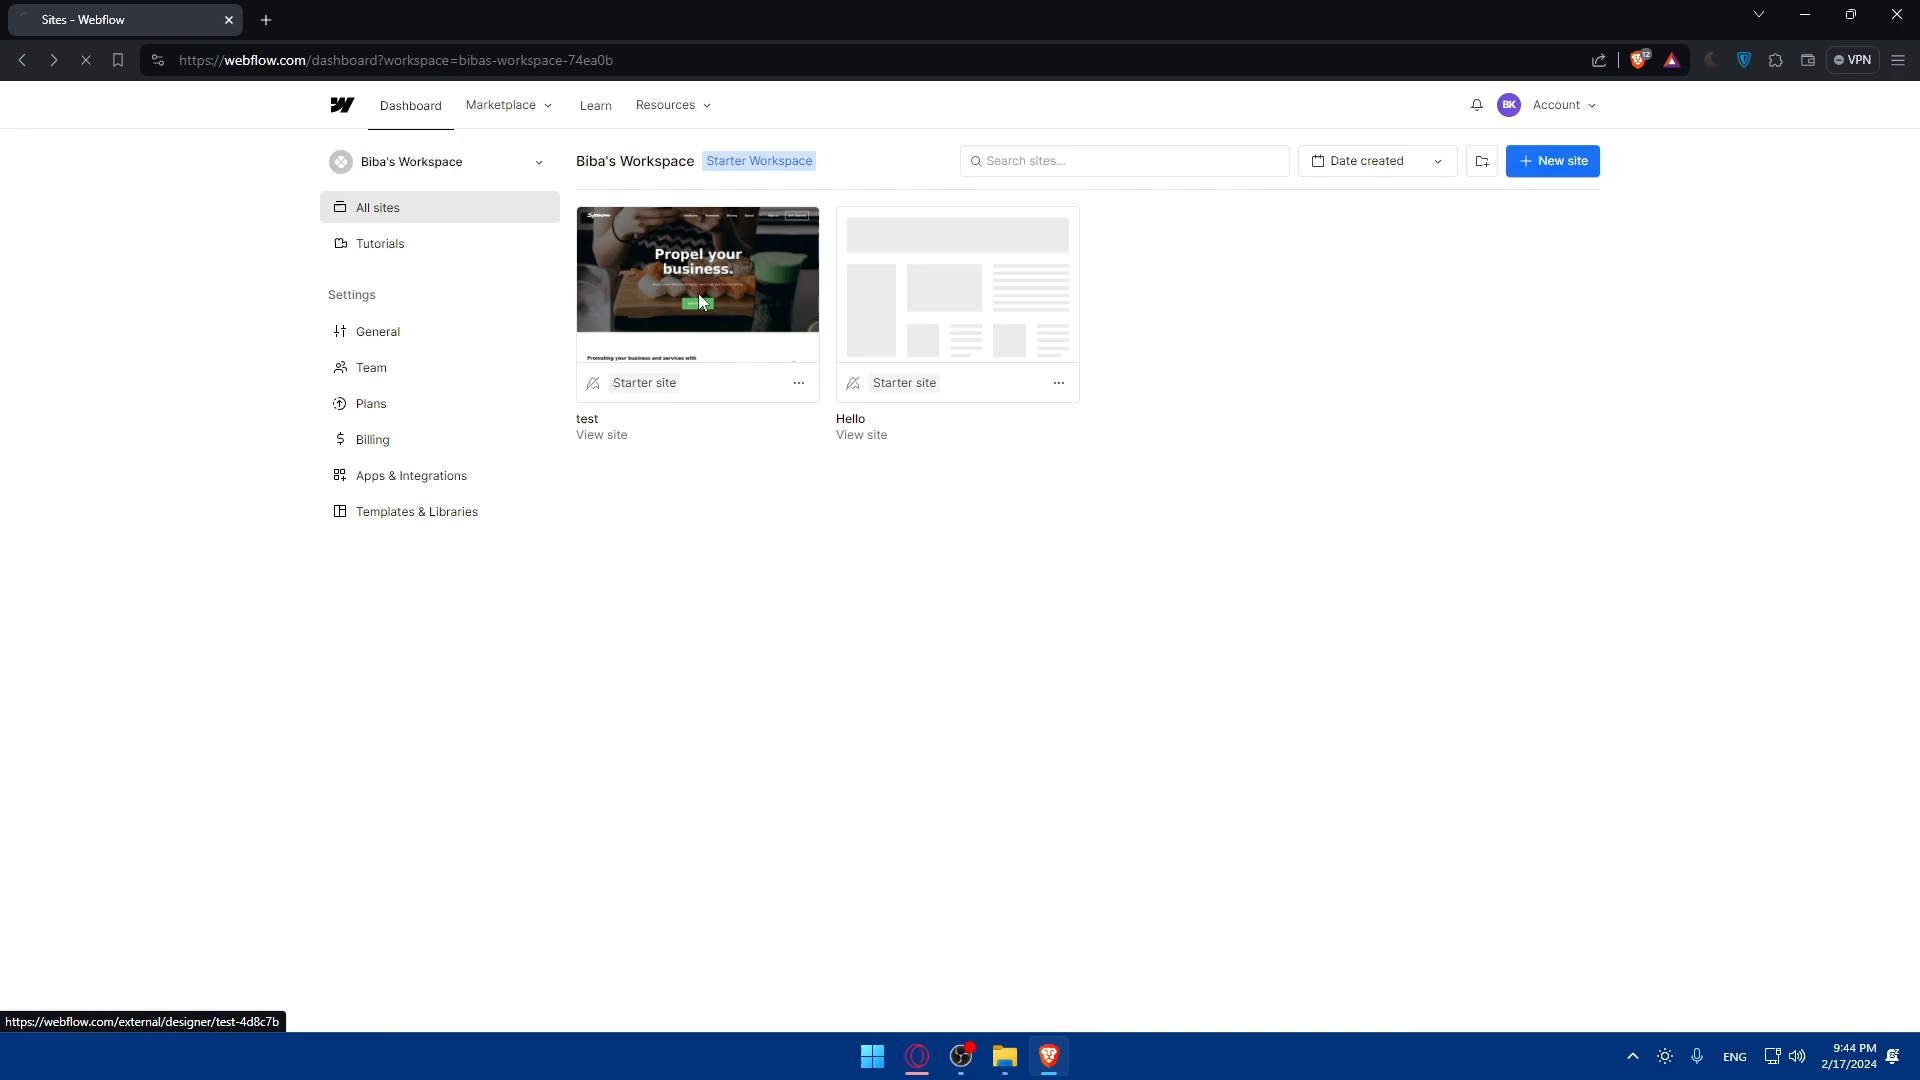 Sites - Webflow
https://webflow.com/dashboard?workspace=bibas-workspace-74ea0b
12
VPN
Dashboard
Marketplace
Learn
Resources
BK
Account
Biba's Workspace
Biba's Workspace
Starter Workspace
Search sites...
Date created
New site
All sites
Tutorials
Settings
General
Team
Plans
Billing
Apps & Integrations
Templates & Libraries
Propel your
business.
Promoting your business and services with
Starter site
Starter site
test
View site
Hello
View site
https://webflow.com/external/designer/test-4d8c7b
ENG
9:44 PM
2/17/2024